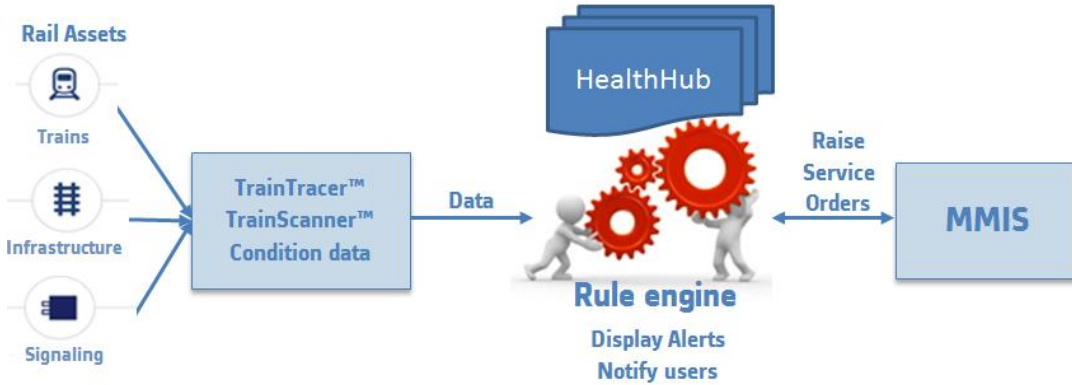 Rail Assets
Trains
Infrastructure
Signaling
TrainTracer™
TrainScanner™
Condition data
Data
HealthHub
Rule engine
Display Alerts
Notify users
Raise
Service
Orders
MMIS